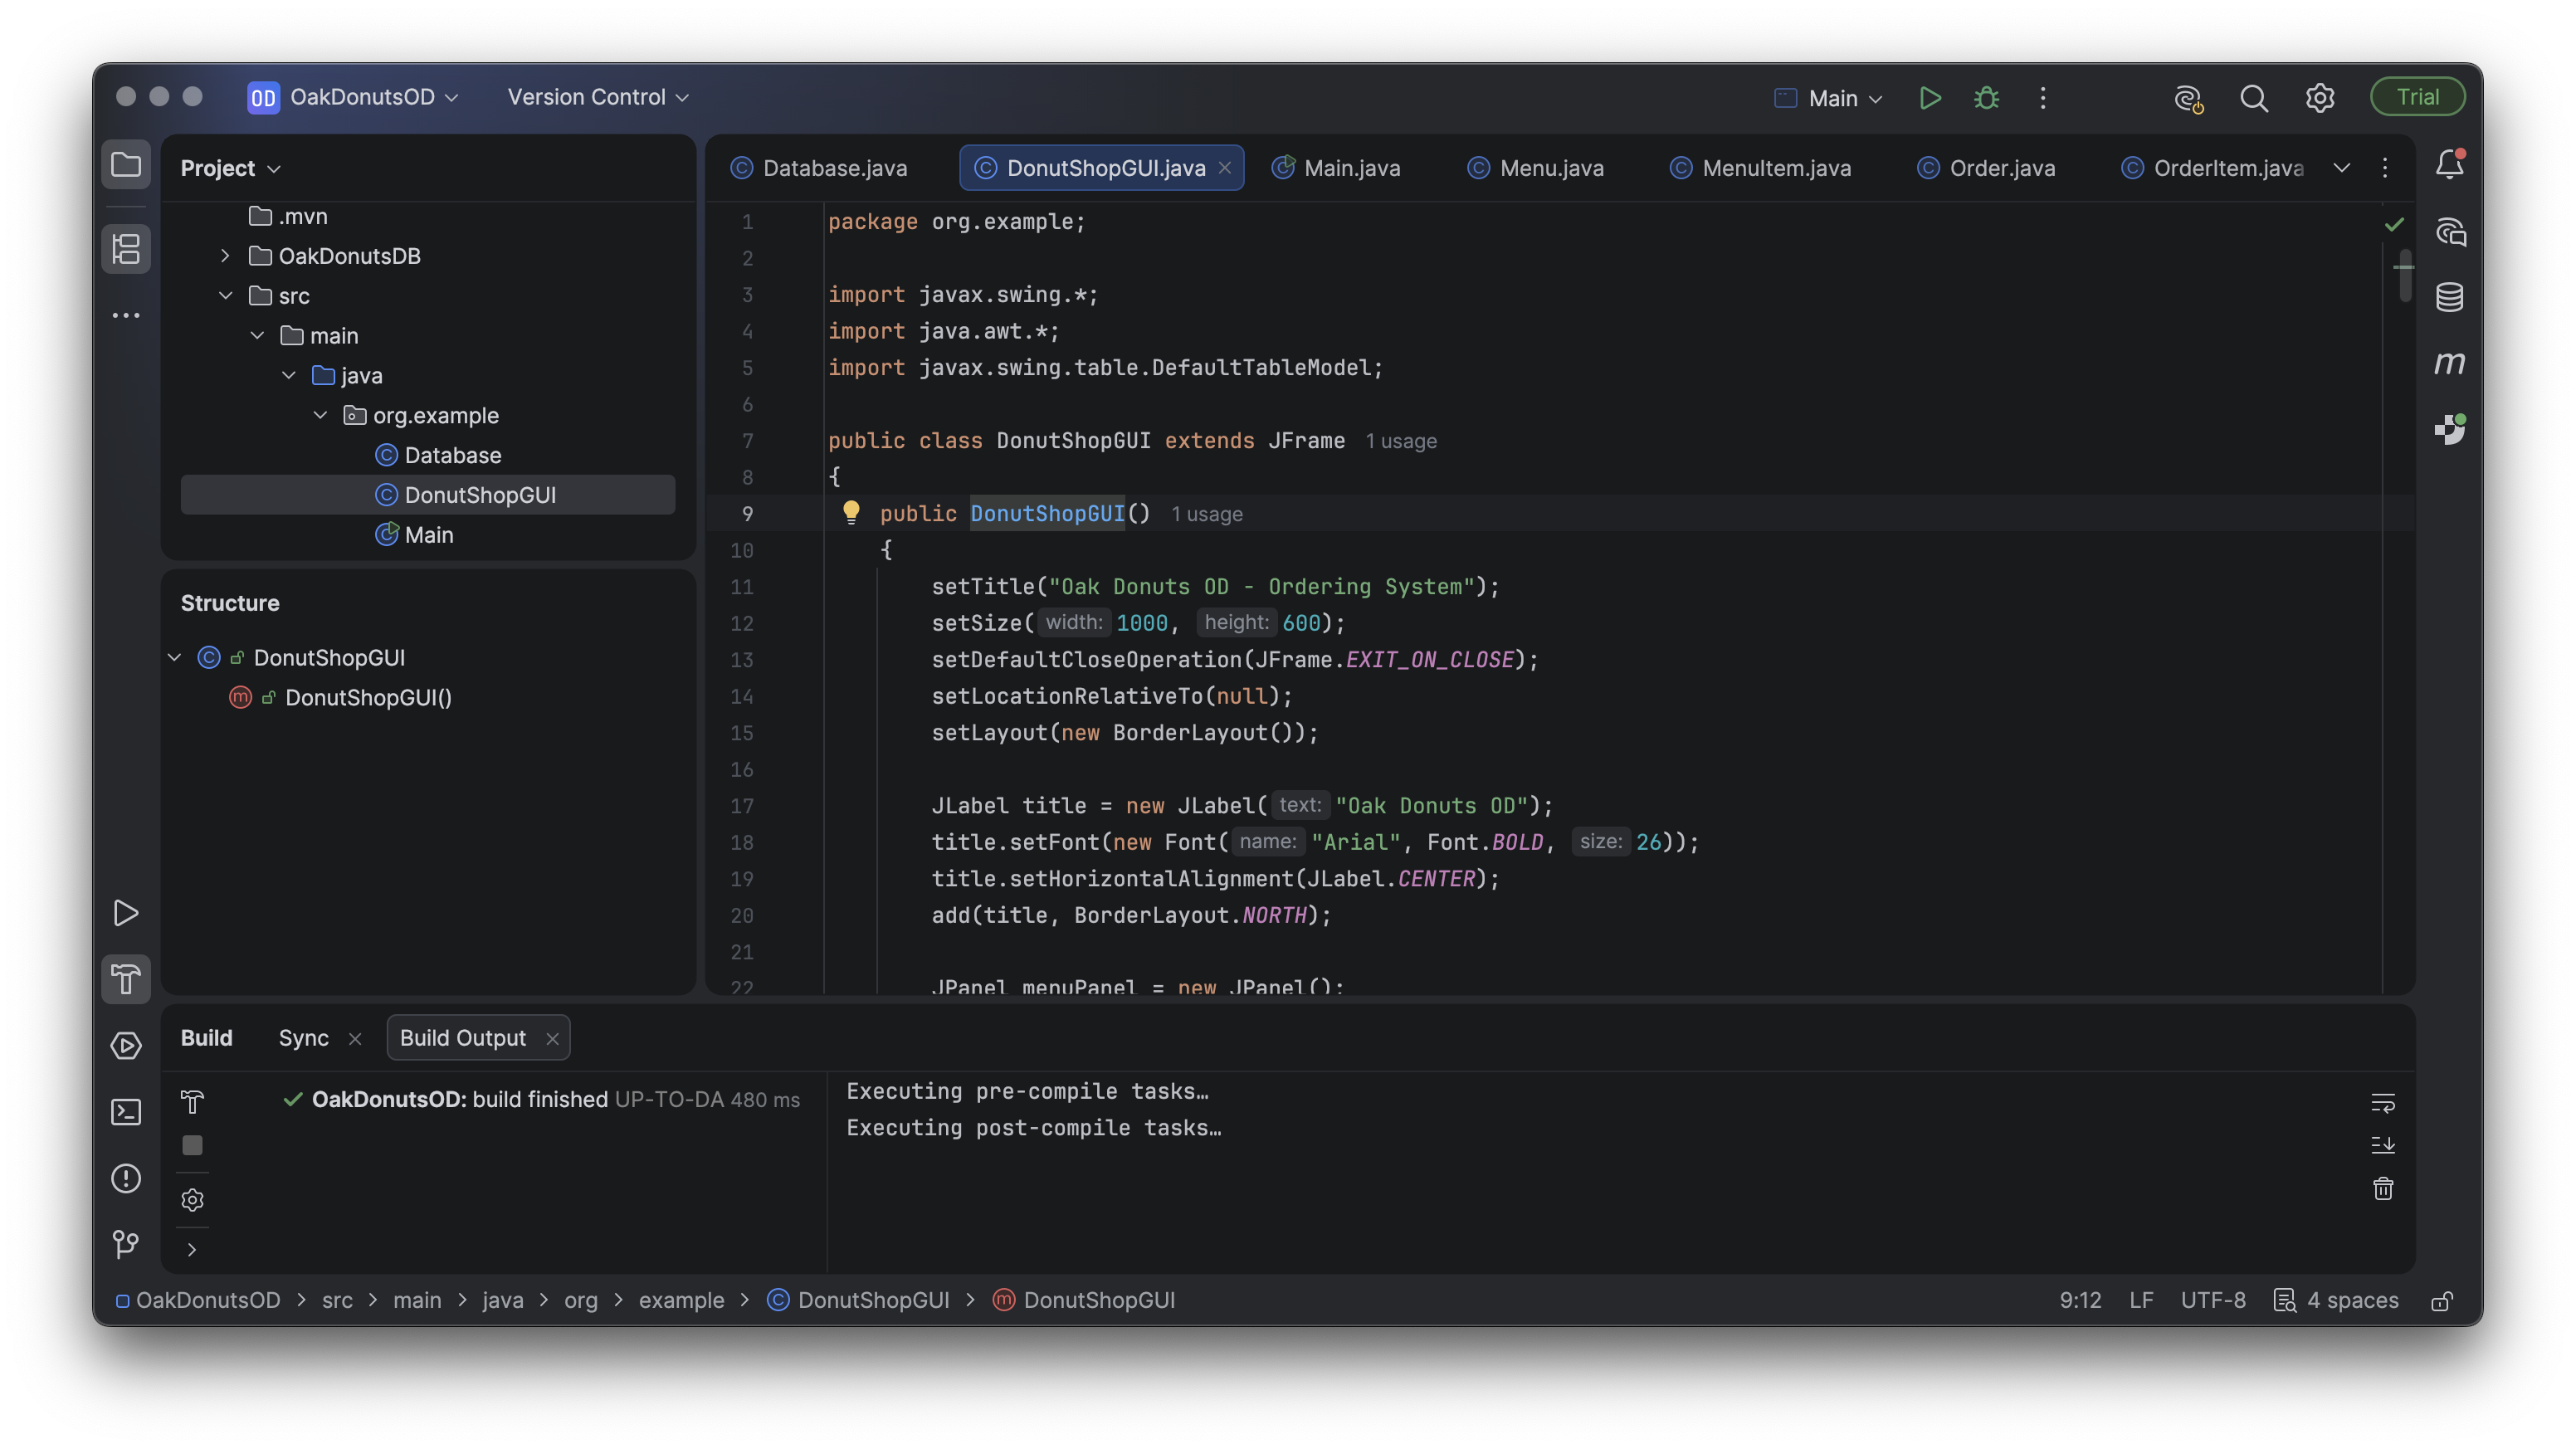 OD OakDonutsOD Version Control Main Trial
Project
.mvn
OakDonutsDB
src
main
java
org.example
Database
DonutShopGUI
Main
Structure
DonutShopGUI
m DonutShopGUI()
Database.java DonutShopGUI.java Main.java Menu.java MenuItem.java Order.java OrderItem.java
1 package org.example;
2
3 import javax.swing.*;
4 import java.awt.*;
5 import javax.swing.table.DefaultTableModel;
6
7 public class DonutShopGUI extends JFrame 1 usage
8 {
9 public DonutShopGUI() 1 usage
10 {
11 setTitle("Oak Donuts OD - Ordering System");
12 setSize( width: 1000, height: 600);
13 setDefaultCloseOperation(JFrame.EXIT_ON_CLOSE);
14 setLocationRelativeTo(null);
15 setLayout(new BorderLayout());
16
17 JLabel title = new JLabel( text: "Oak Donuts OD");
18 title.setFont(new Font( name: "Arial", Font.BOLD, size: 26));
19 title.setHorizontalAlignment(JLabel.CENTER);
20 add(title, BorderLayout.NORTH);
21
22 JPanel menuPanel = new JPanel();
m
Build Sync Build Output
OakDonutsOD: build finished UP-TO-DA 480 ms
Executing pre-compile tasks…
Executing post-compile tasks…
OakDonutsOD > src > main > java > org > example > DonutShopGUI > m DonutShopGUI 9:12 LF UTF-8 4 spaces